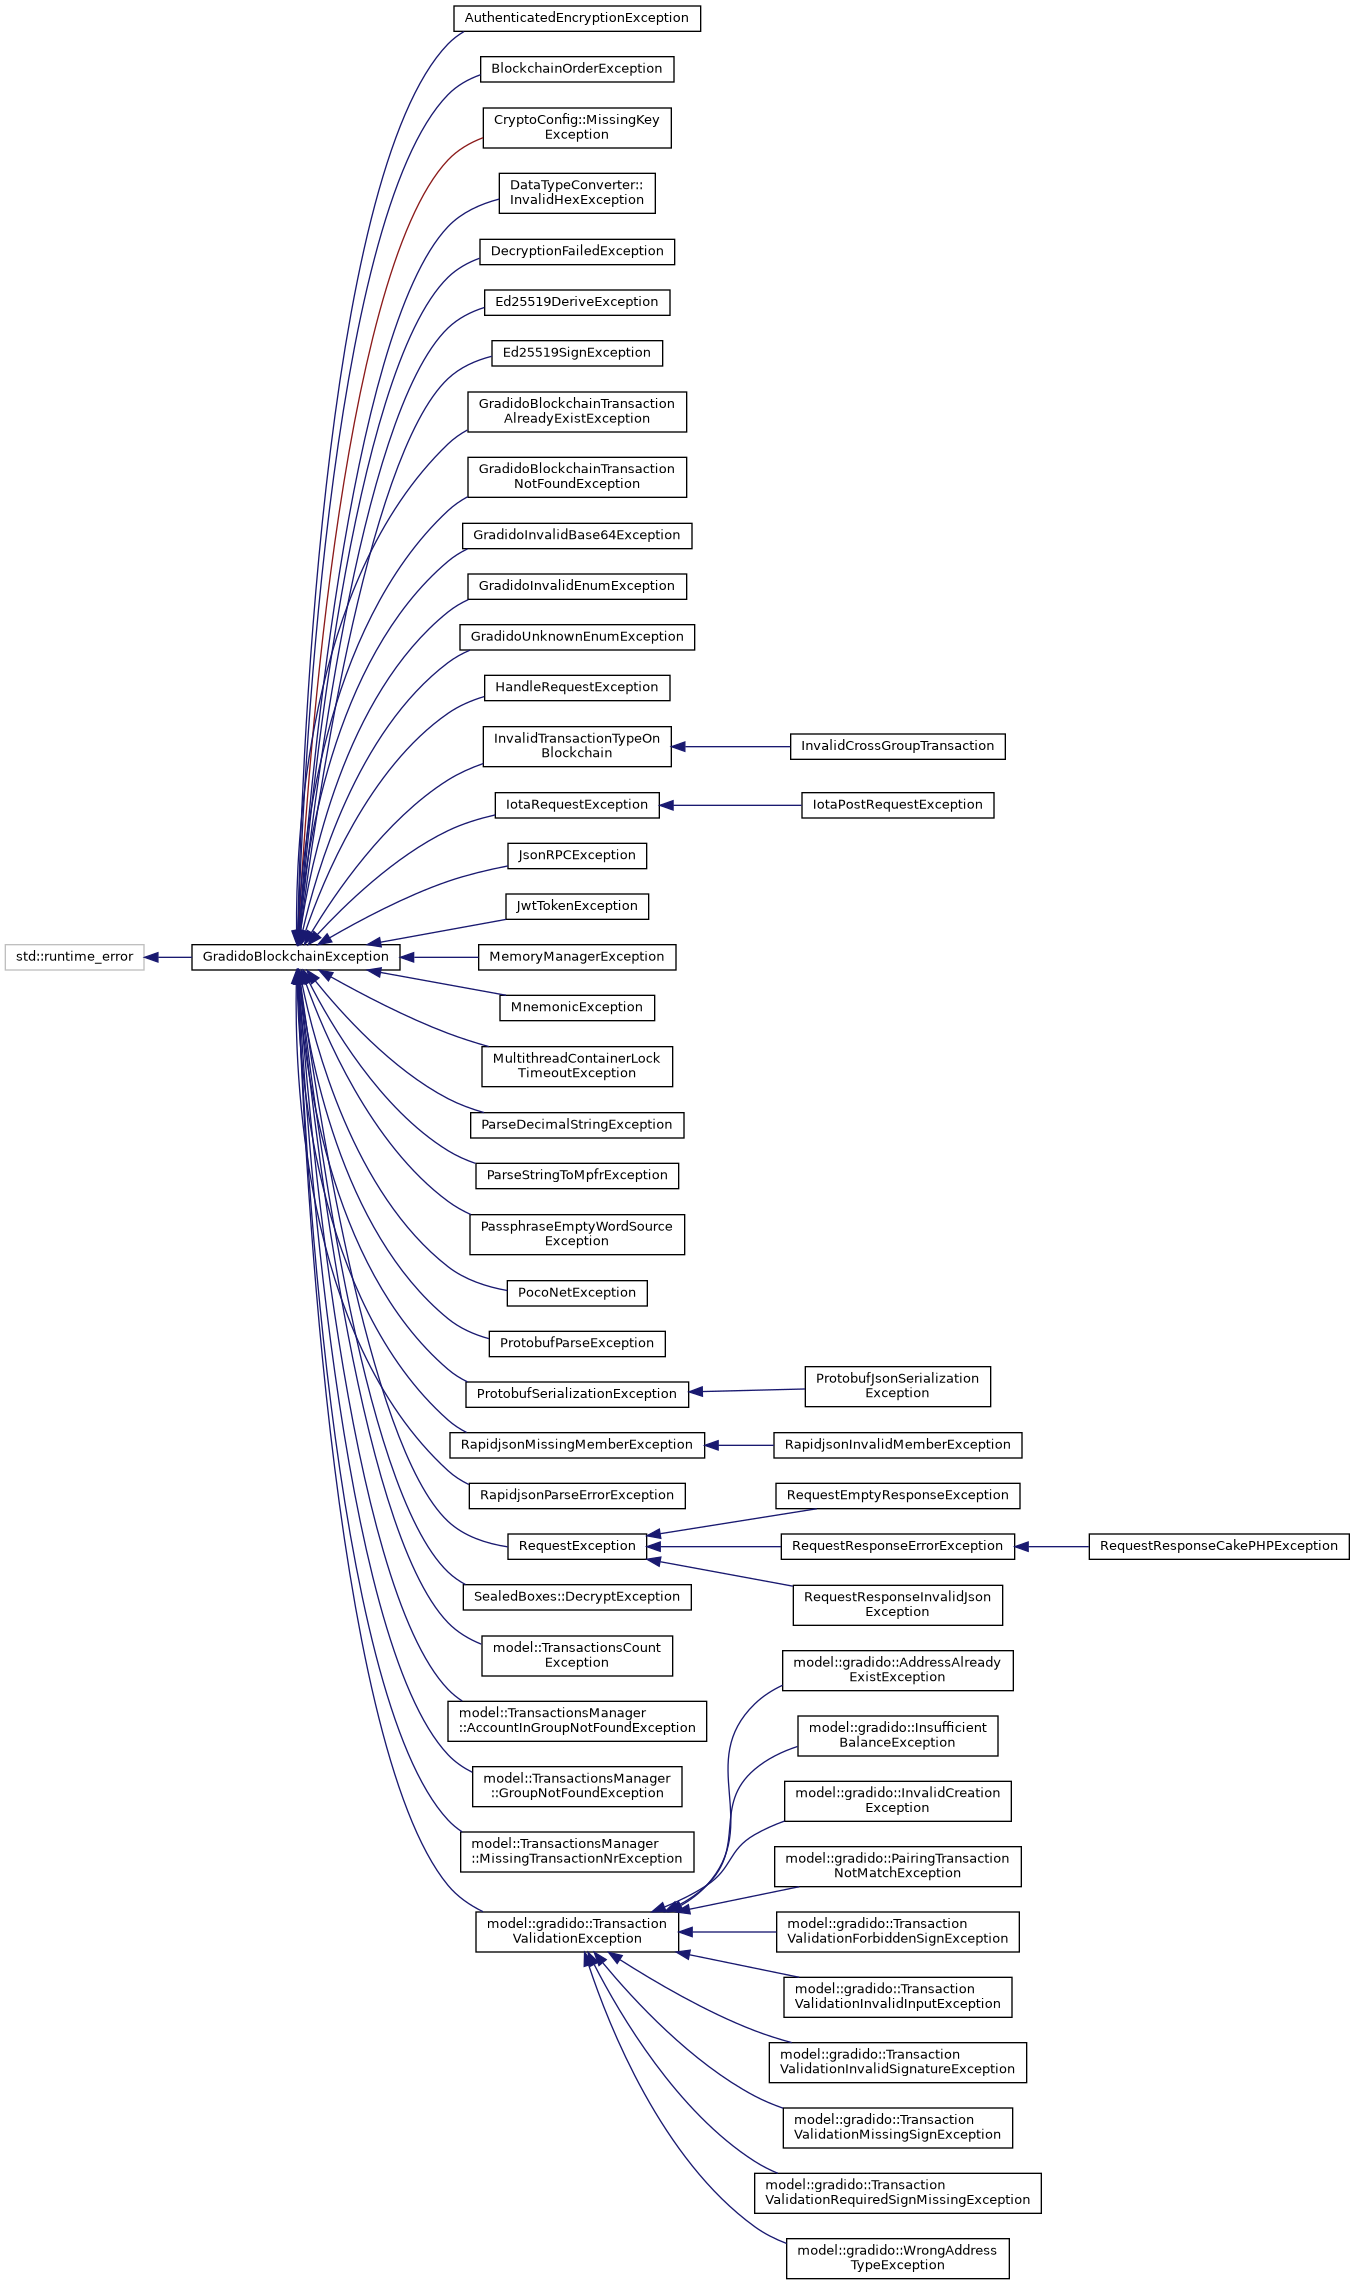 AuthenticatedEncryptionException
BlockchainOrderException
CryptoConfig::MissingKey
Exception
DataTypeConverter::
InvalidHexException
DecryptionFailedException
Ed25519DeriveException
Ed25519SignException
GradidoBlockchainTransaction
AlreadyExistException
GradidoBlockchainTransaction
NotFoundException
GradidoInvalidBase64Exception
GradidoInvalidEnumException
GradidoUnknownEnumException
HandleRequestException
InvalidTransactionTypeOn
Blockchain
InvalidCrossGroupTransaction
IotaRequestException
IotaPostRequestException
JsonRPCException
JwtTokenException
std::runtime_error
GradidoBlockchainException
MemoryManagerException
MnemonicException
MultithreadContainerLock
TimeoutException
ParseDecimalStringException
ParseStringToMpfrException
PassphraseEmptyWordSource
Exception
PocoNetException
ProtobufParseException
ProtobufSerializationException
ProtobufJsonSerialization
Exception
RapidjsonMissingMemberException
RapidjsonInvalidMemberException
RapidjsonParseErrorException
RequestEmptyResponseException
RequestException
RequestResponseErrorException
RequestResponseCakePHPException
SealedBoxes::DecryptException
RequestResponseInvalidJson
Exception
model::TransactionsCount
Exception
model::gradido::AddressAlready
ExistException
model::TransactionsManager
::AccountInGroupNotFoundException
model::gradido::Insufficient
BalanceException
model::TransactionsManager
::GroupNotFoundException
model::gradido::InvalidCreation
Exception
model::TransactionsManager
::MissingTransactionNrException
model::gradido::PairingTransaction
NotMatchException
model::gradido::Transaction
ValidationException
model::gradido::Transaction
ValidationForbiddenSignException
model::gradido::Transaction
ValidationInvalidInputException
model::gradido::Transaction
ValidationInvalidSignatureException
model::gradido::Transaction
ValidationMissingSignException
model::gradido::Transaction
ValidationRequiredSignMissingException
model::gradido::WrongAddress
TypeException